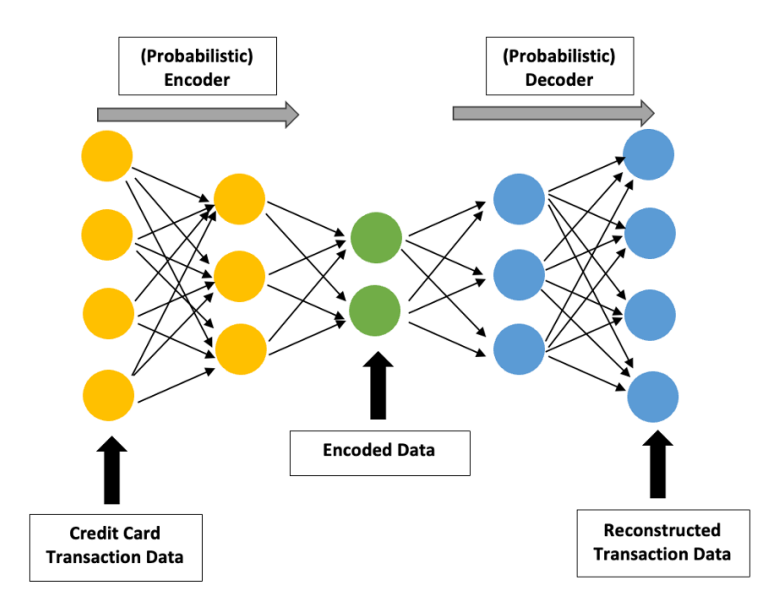 (Probabilistic)
Encoder
(Probabilistic)
Decoder
Encoded Data
Credit Card
Transaction Data
Reconstructed
Transaction Data